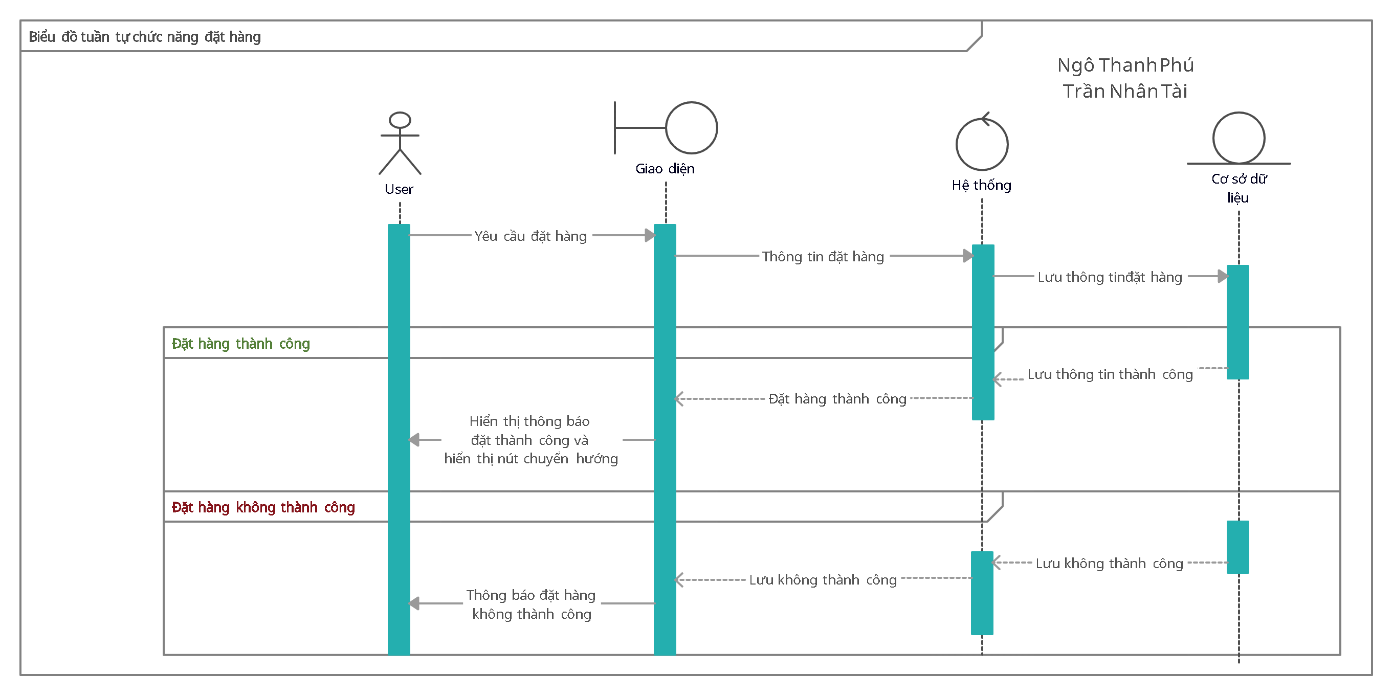 Biểu đồ tuần tự chức năng đặt hàng
Ngô Thanh Phú
Trần Nhân Tài
User
Giao diện
Hệ thống
Cơ sở dữ
liệu
Yêu cầu đặt hàng
Thông tin đặt hàng
Lưu thông tin đặt hàng
Đặt hàng thành công
Lưu thông tin thành công
Đặt hàng thành công
Hiển thị thông báo
đặt thành công và
hiển thị nút chuyển hướng
Đặt hàng không thành công
Lưu không thành công
Lưu không thành công
Thông báo đặt hàng
không thành công